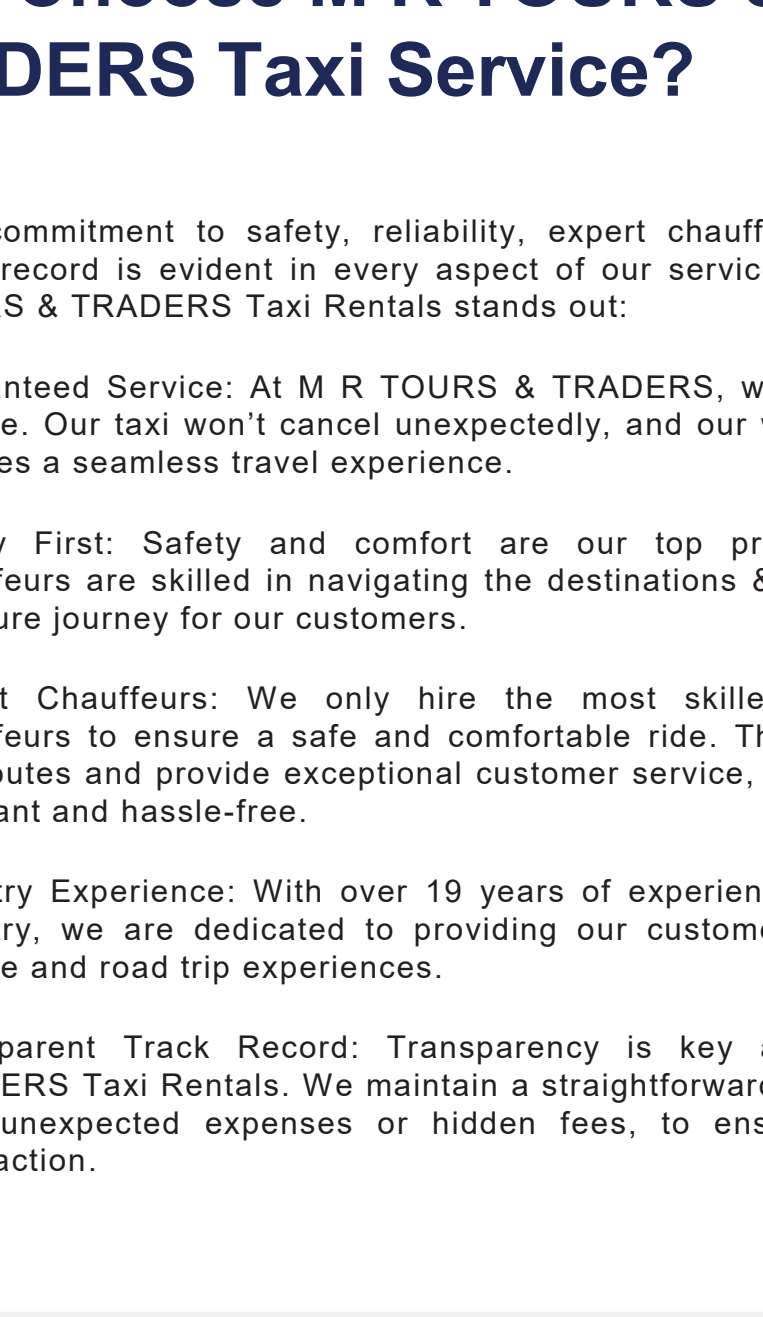 Choose M R TOURS &
DERS Taxi Service?
commitment to safety, reliability, expert chauff
record is evident in every aspect of our servic
S & TRADERS Taxi Rentals stands out:
nteed Service: At M R TOURS & TRADERS, w
e. Our taxi won’t cancel unexpectedly, and our
es a seamless travel experience.
y First: Safety and comfort are our top pr
feurs are skilled in navigating the destinations &
ure journey for our customers.
t Chauffeurs: We only hire the most skille
feurs to ensure a safe and comfortable ride. Th
outes and provide exceptional customer service,
ant and hassle-free.
try Experience: With over 19 years of experien
ry, we are dedicated to providing our custome
e and road trip experiences.
parent Track Record: Transparency is key a
ERS Taxi Rentals. We maintain a straightforward
unexpected expenses or hidden fees, to ens
action.